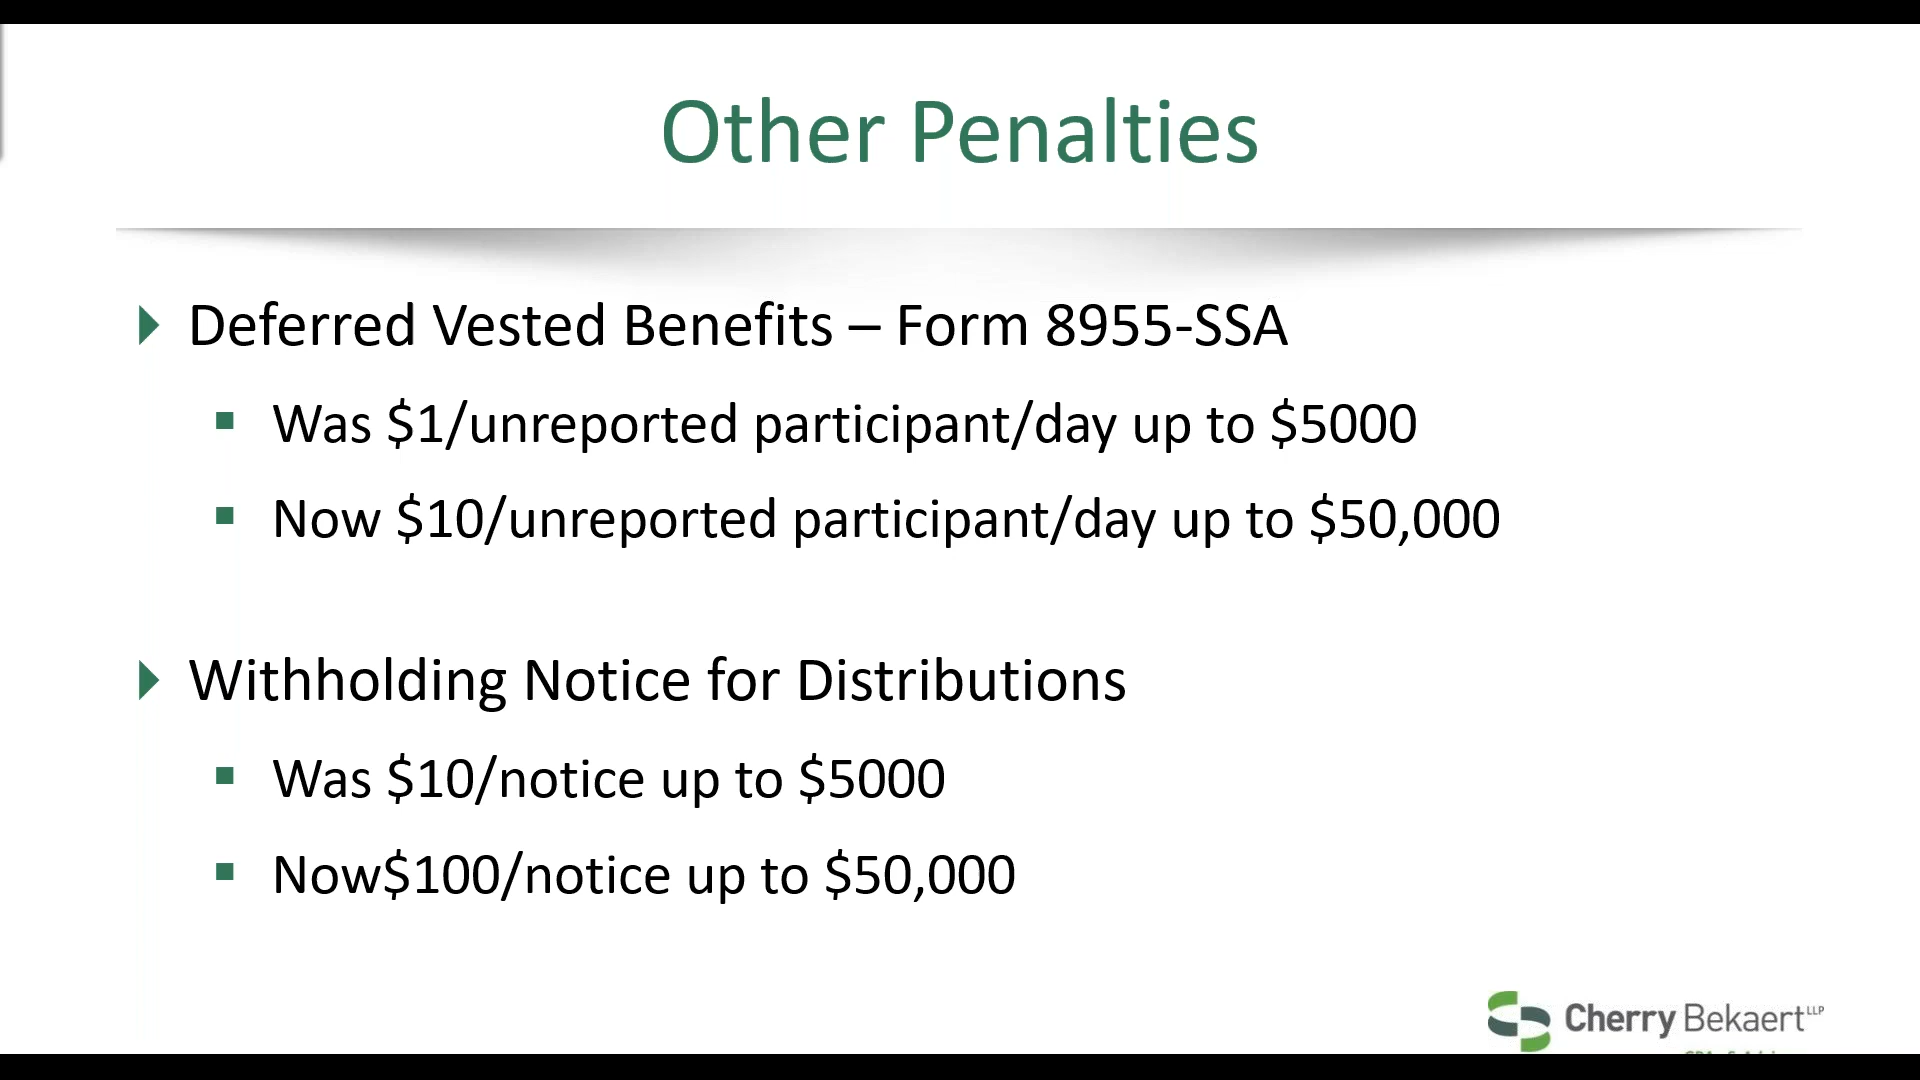 Other Penalties
Deferred Vested Benefits – Form 8955-SSA
Was $1/unreported participant/day up to $5000
Now $10/unreported participant/day up to $50,000
Withholding Notice for Distributions
Was $10/notice up to $5000
Now$100/notice up to $50,000
Cherry Bekaert LLP